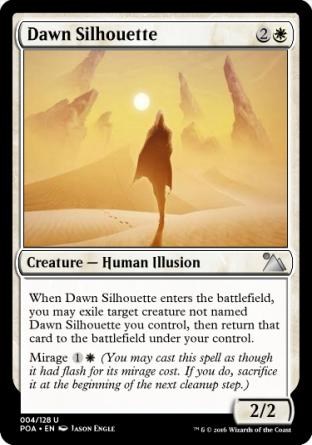 Dawn Silhouette 2
Creature — Human Illusion
When Dawn Silhouette enters the battlefield,
you may exile target creature not named
Dawn Silhouette you control, then return that
card to the battlefield under your control.
Mirage 1 (You may cast this spell as though
it had flash for its mirage cost. If you do, sacrifice
it at the beginning of the next cleanup step.)
2/2
004/128 U
POA • EN JASON ENGLE
™ & © 2016 Wizards of the Coast